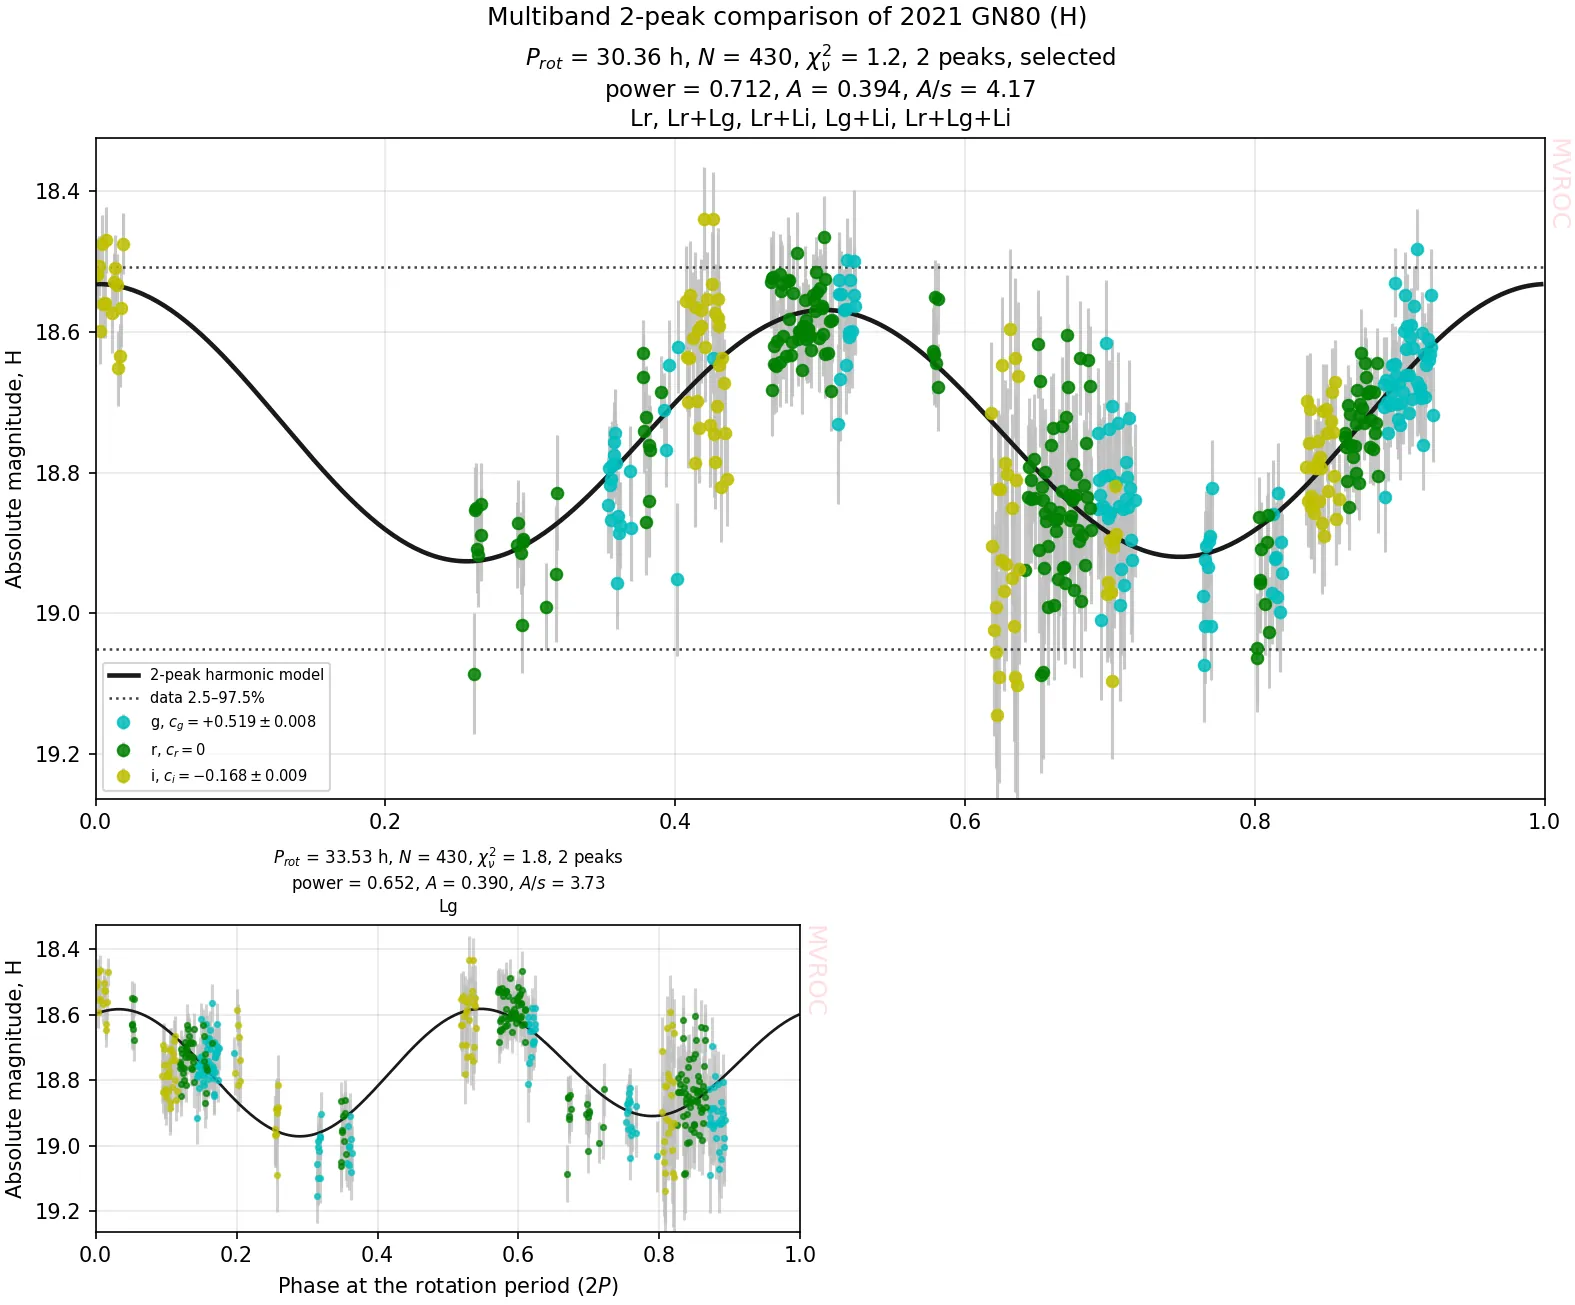 Multiband 2-peak comparison of 2021 GN80 (H)
P_rot = 30.36 h, N = 430, χ²_ν = 1.2, 2 peaks, selected
power = 0.712, A = 0.394, A/s = 4.17
Lr, Lr+Lg, Lr+Li, Lg+Li, Lr+Lg+Li
MVROC
Absolute magnitude, H
18.4
18.6
18.8
19.0
19.2
2-peak harmonic model
data 2.5–97.5%
g, c_g = +0.519 ± 0.008
r, c_r = 0
i, c_i = −0.168 ± 0.009
0.0 0.2 0.4 0.6 0.8 1.0
P_rot = 33.53 h, N = 430, χ²_ν = 1.8, 2 peaks
power = 0.652, A = 0.390, A/s = 3.73
Lg
MVROC
Absolute magnitude, H
18.4
18.6
18.8
19.0
19.2
0.0 0.2 0.4 0.6 0.8 1.0
Phase at the rotation period (2P)